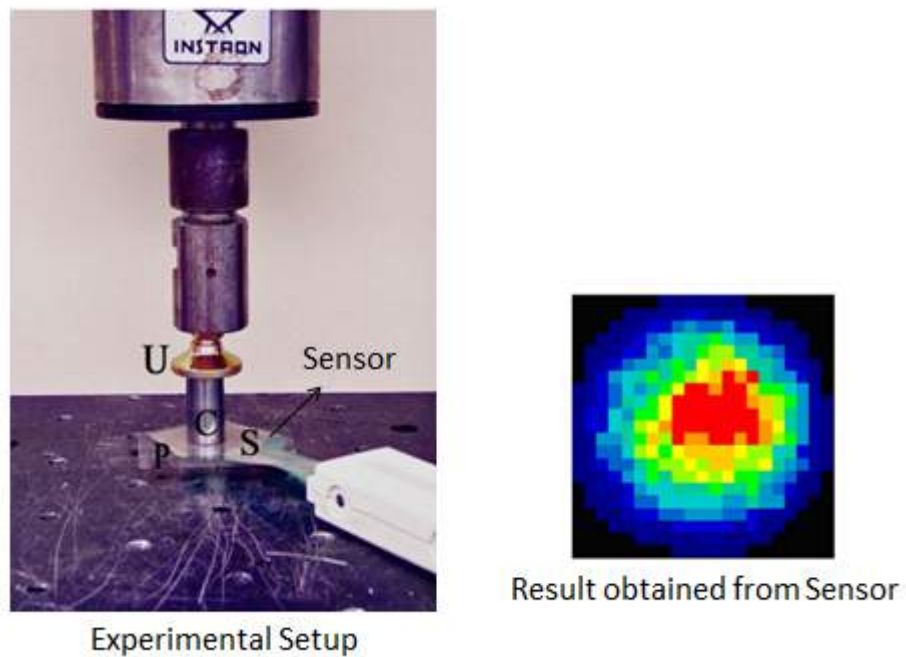 INSTRON
U
Sensor
C
S
P
Result obtained from Sensor
Experimental Setup